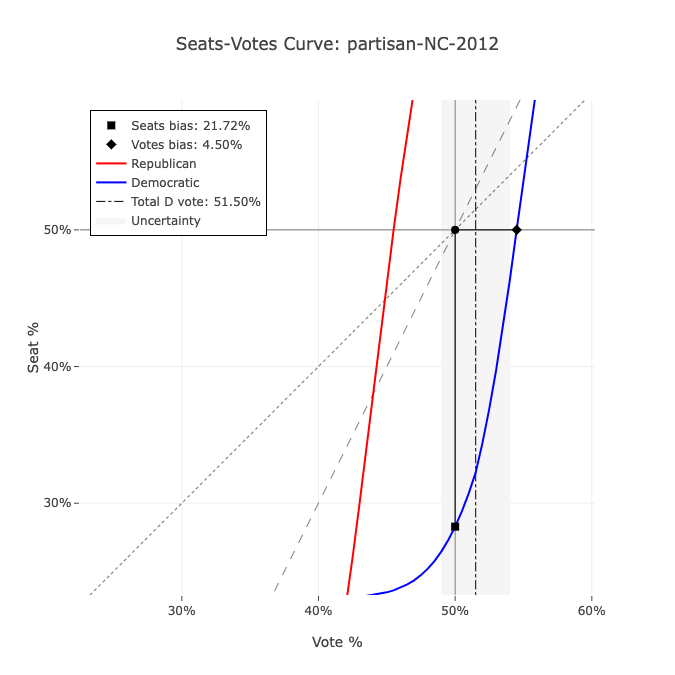 Seats-Votes Curve: partisan-NC-2012
Seats bias: 21.72%
Votes bias: 4.50%
Republican
Democratic
Total D vote: 51.50%
Uncertainty
50%
40%
30%
Seat %
30%
40%
50%
60%
Vote %